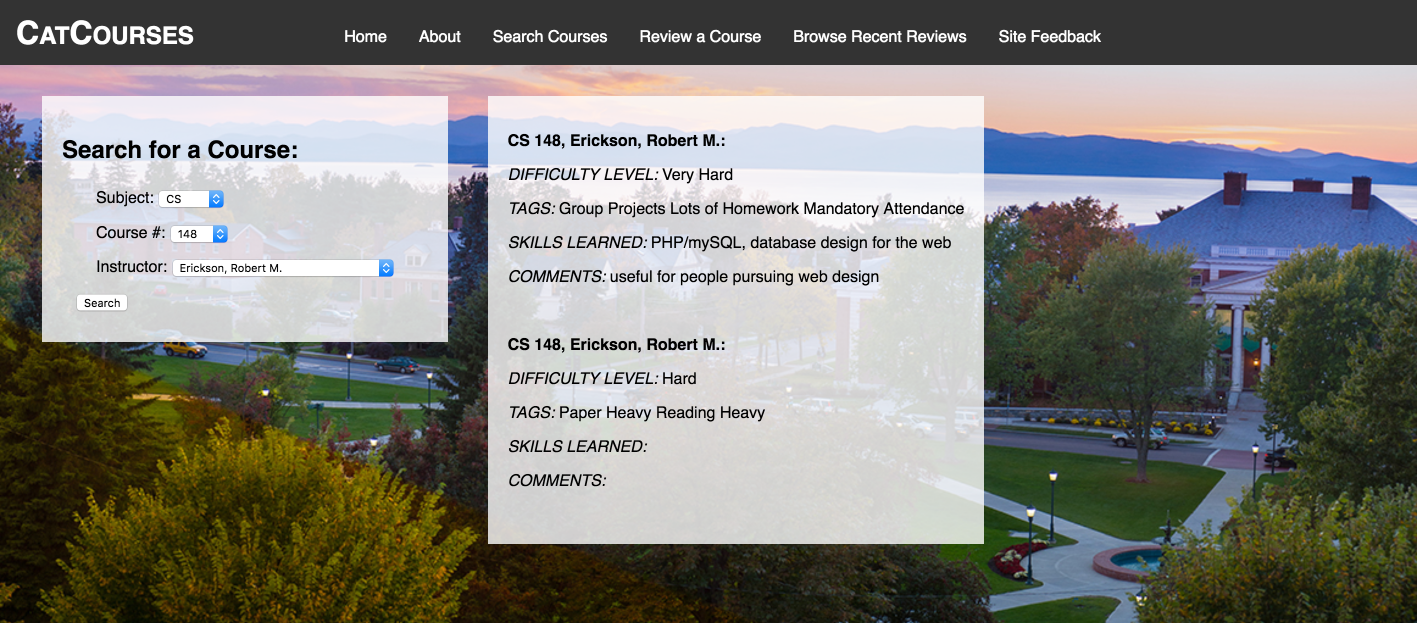 CATCOURSES
Home About Search Courses Review a Course Browse Recent Reviews Site Feedback
Search for a Course:
Subject: CS
Course #: 148
Instructor: Erickson, Robert M.
Search
CS 148, Erickson, Robert M.:
DIFFICULTY LEVEL: Very Hard
TAGS: Group Projects Lots of Homework Mandatory Attendance
SKILLS LEARNED: PHP/mySQL, database design for the web
COMMENTS: useful for people pursuing web design
CS 148, Erickson, Robert M.:
DIFFICULTY LEVEL: Hard
TAGS: Paper Heavy Reading Heavy
SKILLS LEARNED:
COMMENTS: